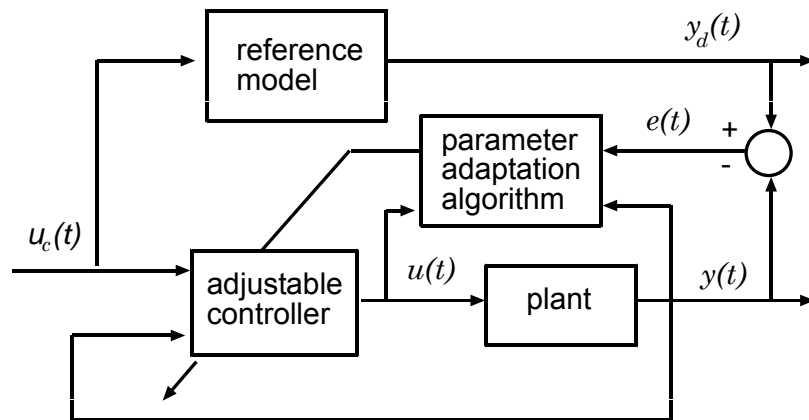 reference
model
y_d(t)
parameter
adaptation
algorithm
e(t)
+
-
u_c(t)
adjustable
controller
u(t)
plant
y(t)